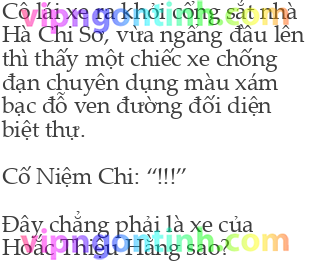 Cô lái xe ra khỏi cổng sắt nhà
Hà Chi Sơ, vừa ngẩng đầu lên
thì thấy một chiếc xe chống
đạn chuyên dụng màu xám
bạc đỗ ven đường đối diện
biệt thự.
Cố Niệm Chi: “!!!”
Đây chẳng phải là xe của
Hoắc Thiệu Hằng sao?
vipngontinh.com
vipngontinh.com